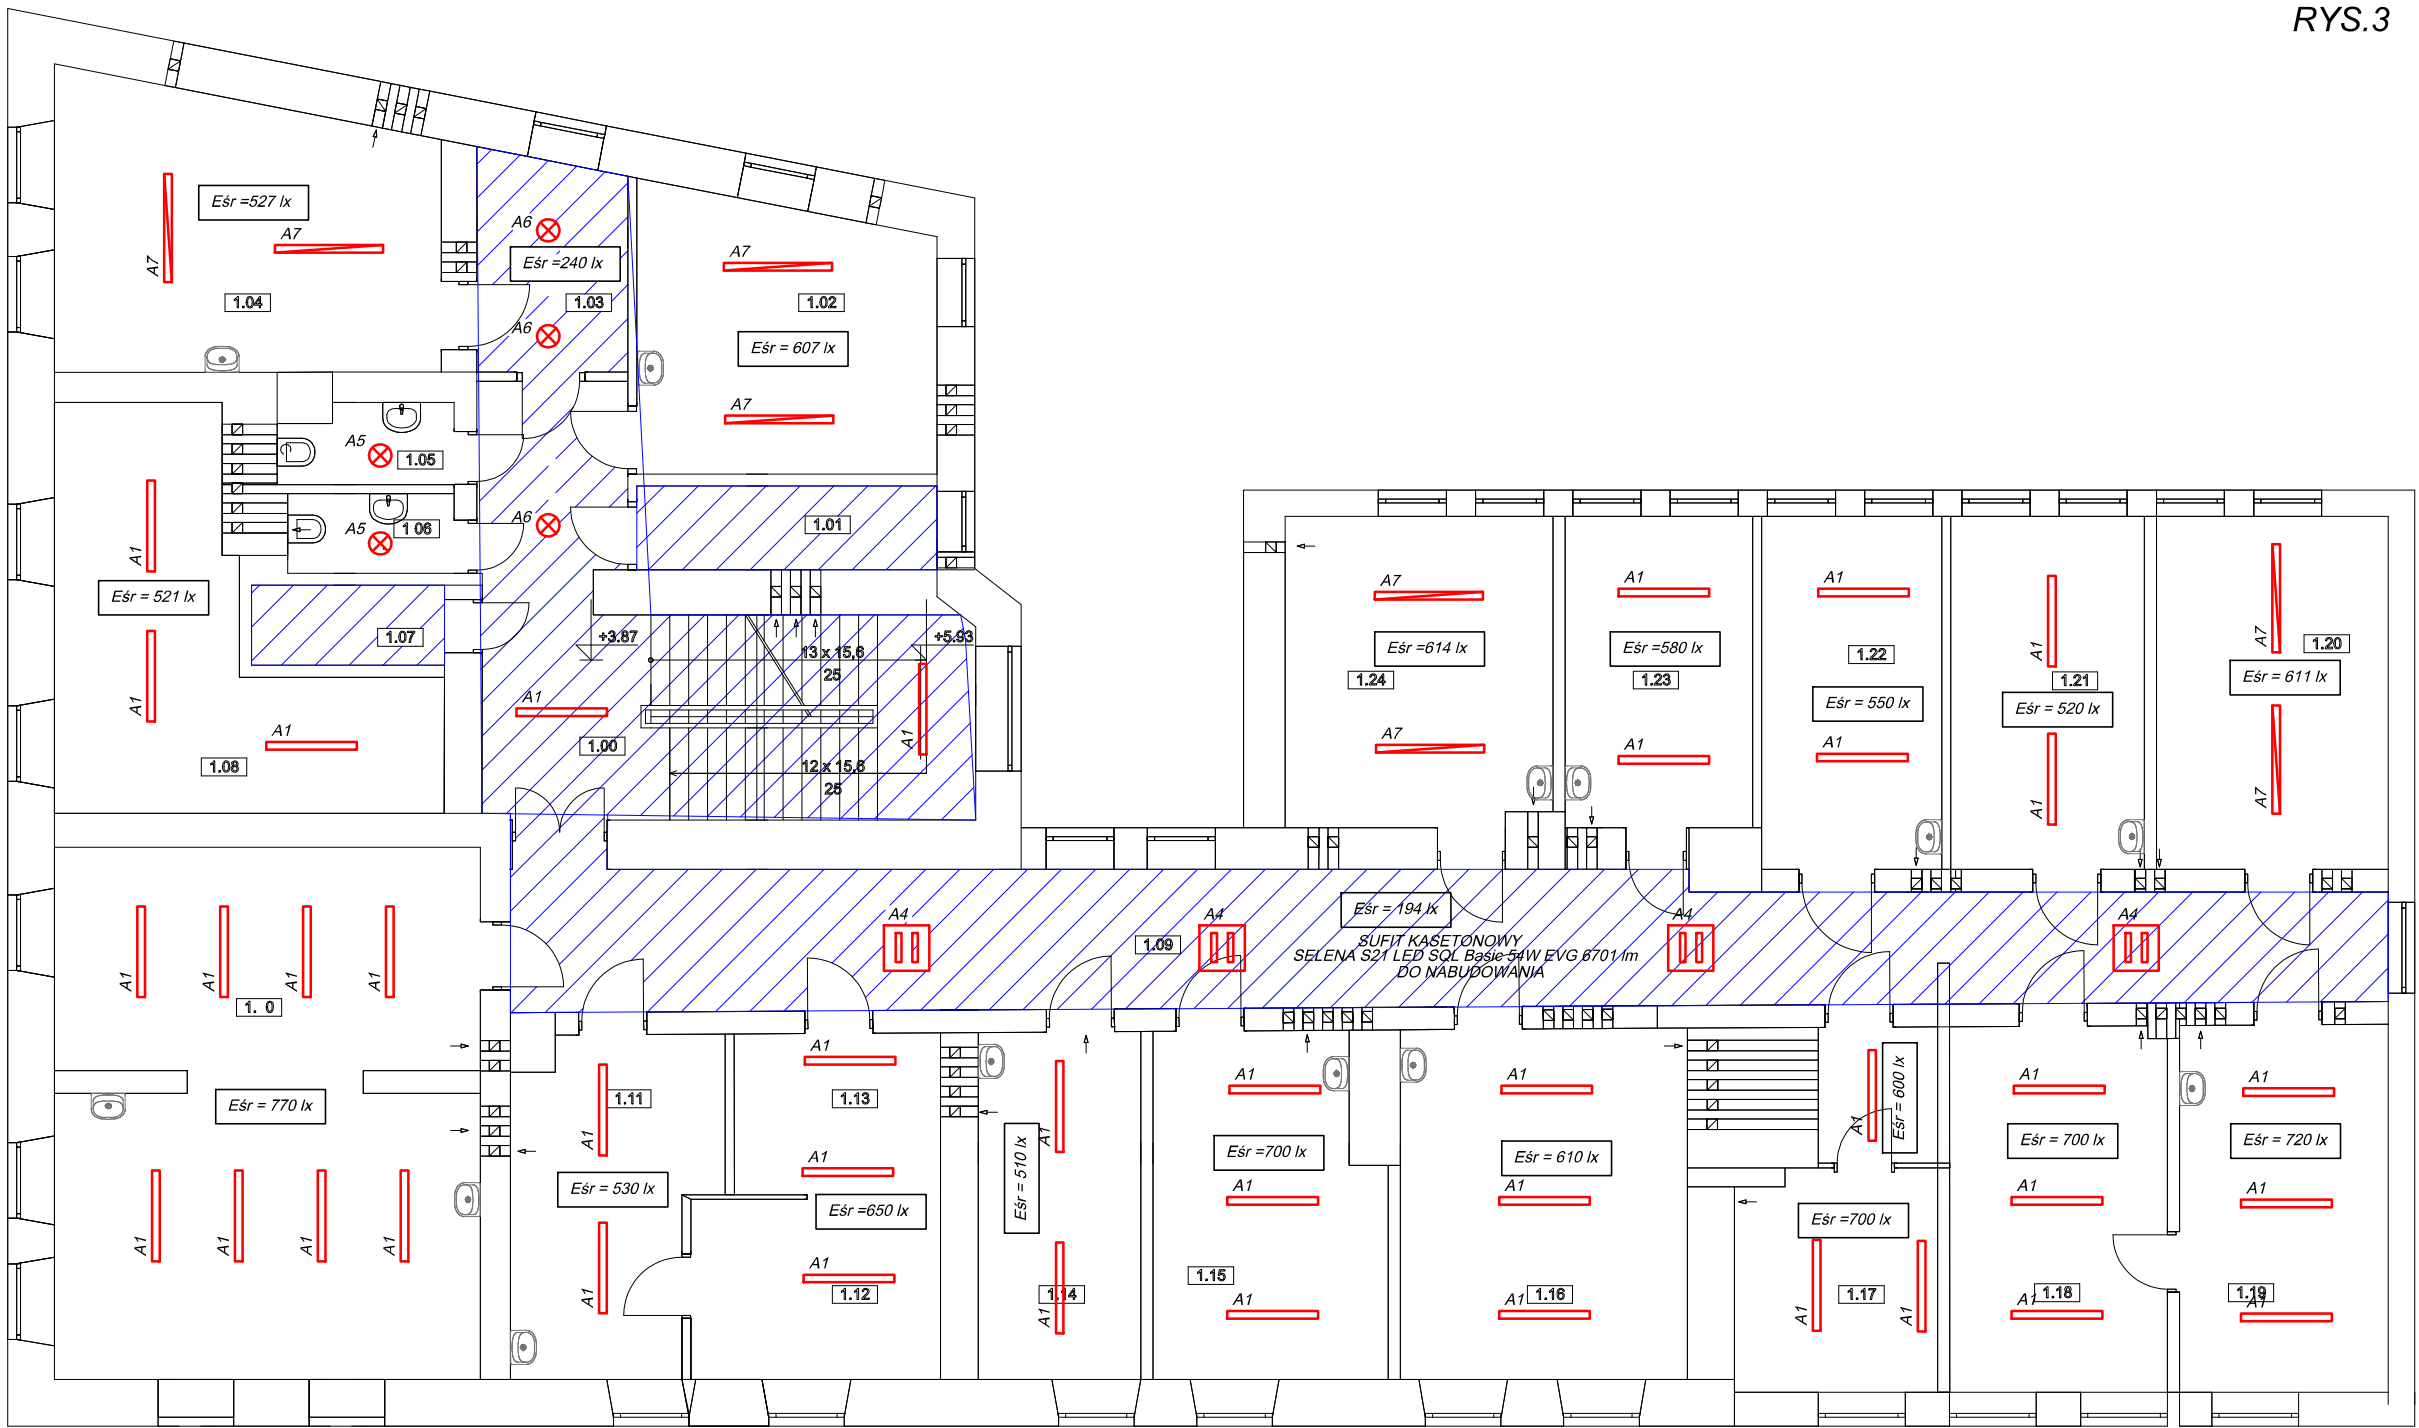 RYS.3
A7
Eśr =527 lx
A7
1.04
A6
Eśr =240 lx
1.03
A6
A7
1.02
Eśr = 607 lx
A7
A5
1.05
A5
1 06
A6
1.01
A1
Eśr = 521 lx
A1
1.07
A1
1.08
+3.87
13 x 15,6
25
+5.93
A1
1.00
A1
12 x 15,6
25
A7
Eśr =614 lx
1.24
A7
A1
Eśr =580 lx
1.23
A1
A1
1.22
Eśr = 550 lx
A1
A1
1.21
Eśr = 520 lx
A1
A7
1.20
Eśr = 611 lx
A7
A1
A1
A1
A1
1. 0
Eśr = 770 lx
A1
A1
A1
A1
A4
A4
A4
A4
Eśr = 194 lx
1.09
SUFIT KASETONOWY
SELENA S21 LED SQL Basic 54W EVG 6701 lm
DO NABUDOWANIA
1.11
A1
Eśr = 530 lx
A1
A1
1.13
A1
Eśr =650 lx
A1
1.12
A1
Eśr = 510 lx
1.14
A1
A1
Eśr =700 lx
A1
1.15
A1
A1
Eśr = 610 lx
A1
1.16
A1
A1
Eśr = 600 lx
Eśr =700 lx
1.17
A1
A1
A1
Eśr = 700 lx
A1
1.18
A1
A1
Eśr = 720 lx
A1
1.19
A1